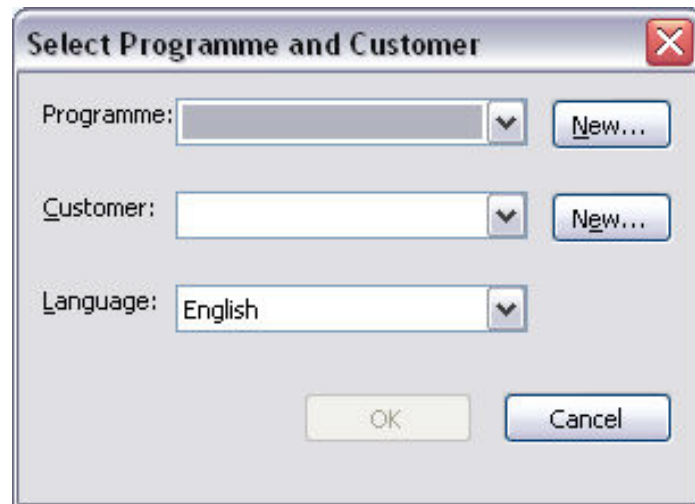 Select Programme and Customer
Programme: New...
Customer: New...
Language: English
OK Cancel